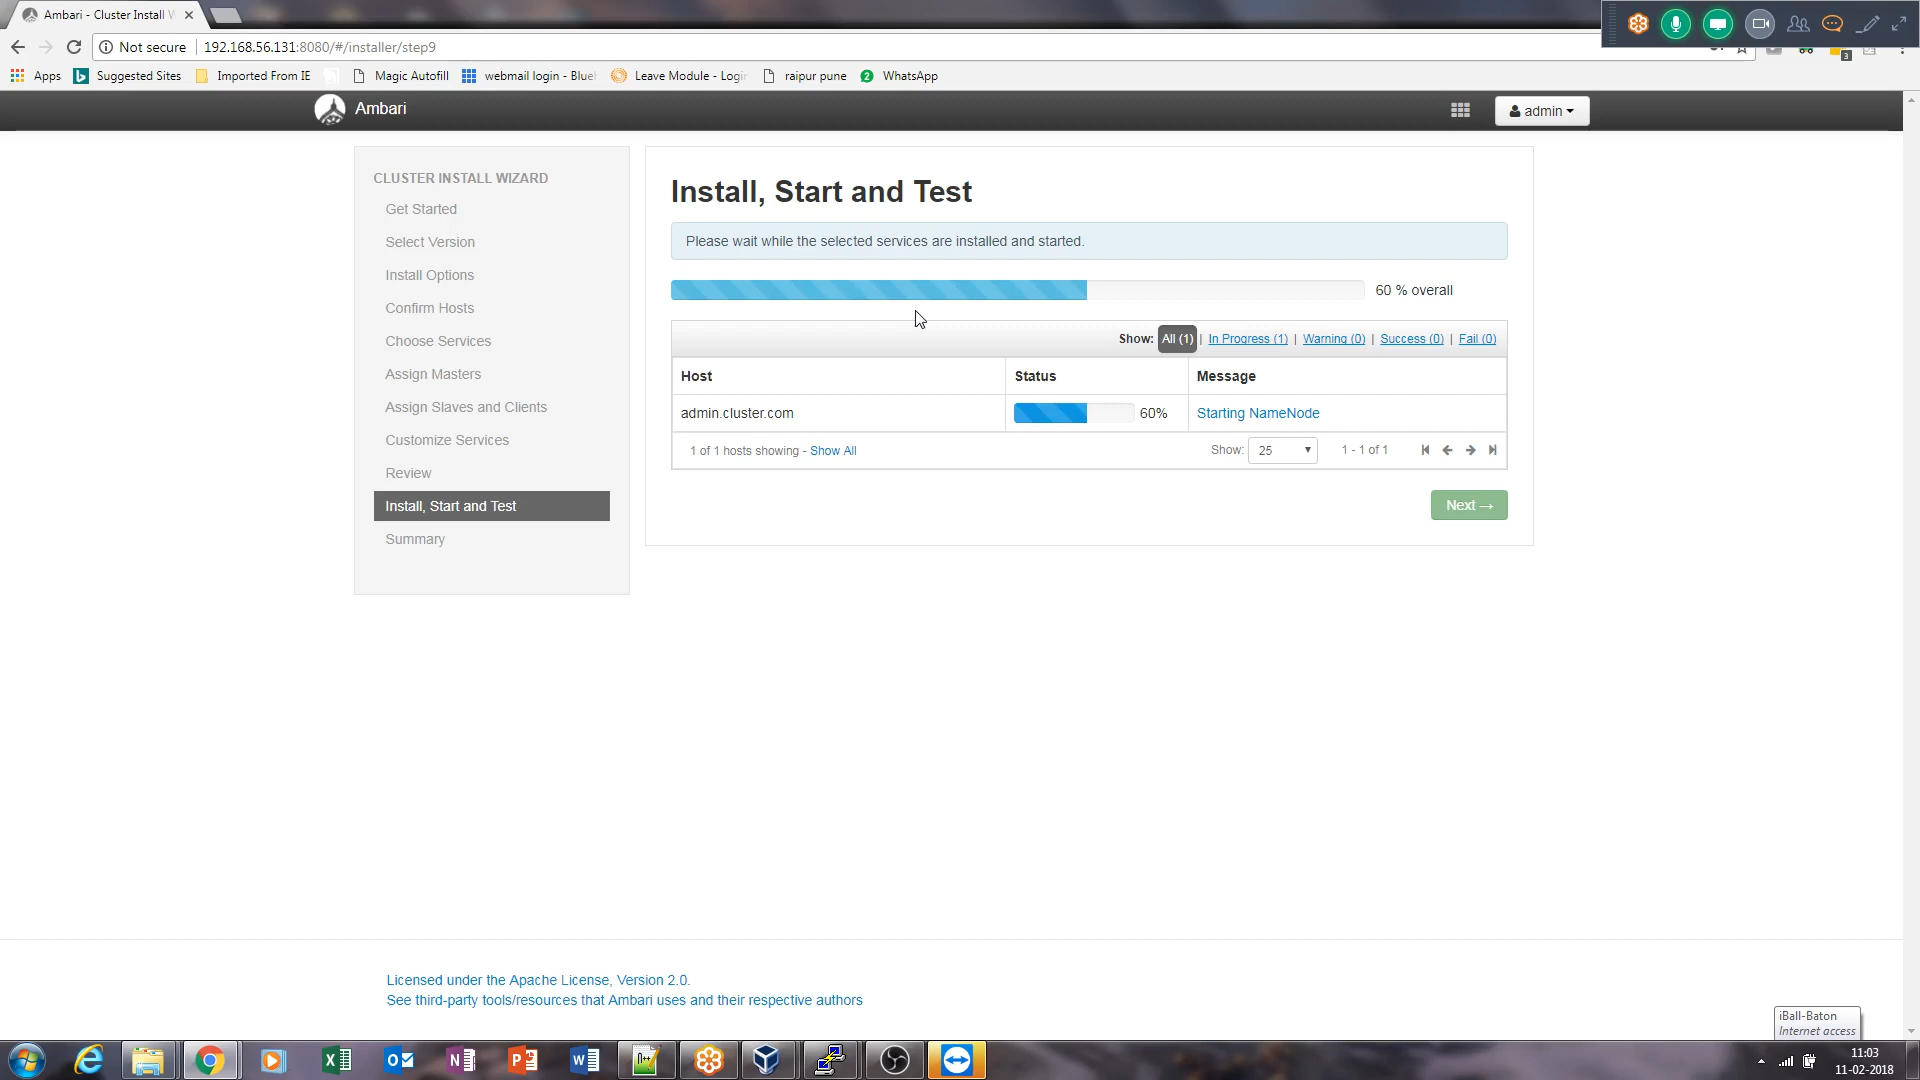 Ambari - Cluster Install W
Not secure 192.168.56.131:8080/#/installer/step9
Apps Suggested Sites Imported From IE Magic Autofill webmail login - Blueh Leave Module - Login raipur pune 2 WhatsApp
3
Ambari admin
CLUSTER INSTALL WIZARD
Get Started
Select Version
Install Options
Confirm Hosts
Choose Services
Assign Masters
Assign Slaves and Clients
Customize Services
Review
Install, Start and Test
Summary
Install, Start and Test
Please wait while the selected services are installed and started.
60 % overall
Show: All (1) | In Progress (1) | Warning (0) | Success (0) | Fail (0)
Host Status Message
admin.cluster.com 60% Starting NameNode
1 of 1 hosts showing - Show All Show: 25 1 - 1 of 1
Next →
Licensed under the Apache License, Version 2.0.
See third-party tools/resources that Ambari uses and their respective authors
iBall-Baton
Internet access
11:03
11-02-2018